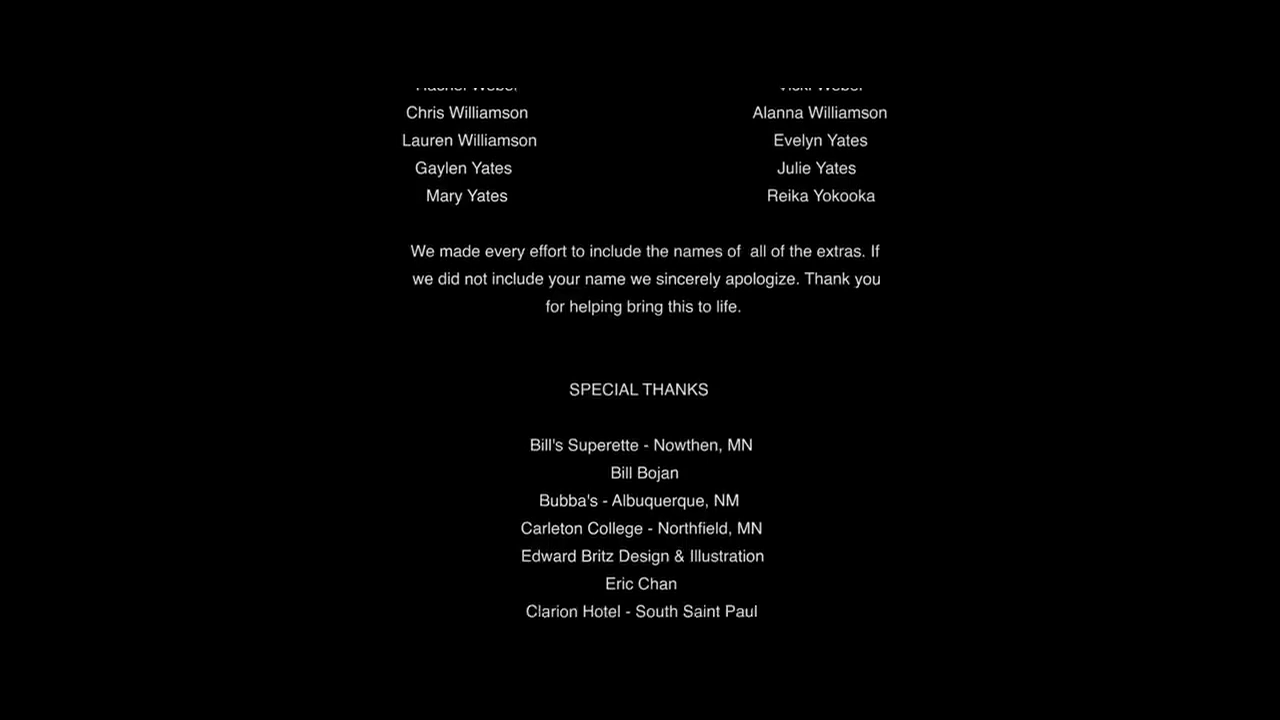 Chris Williamson Alanna Williamson
Lauren Williamson Evelyn Yates
Gaylen Yates Julie Yates
Mary Yates Reika Yokooka
We made every effort to include the names of  all of the extras. If
we did not include your name we sincerely apologize. Thank you
for helping bring this to life.
SPECIAL THANKS
Bill's Superette - Nowthen, MN
Bill Bojan
Bubba's - Albuquerque, NM
Carleton College - Northfield, MN
Edward Britz Design & Illustration
Eric Chan
Clarion Hotel - South Saint Paul